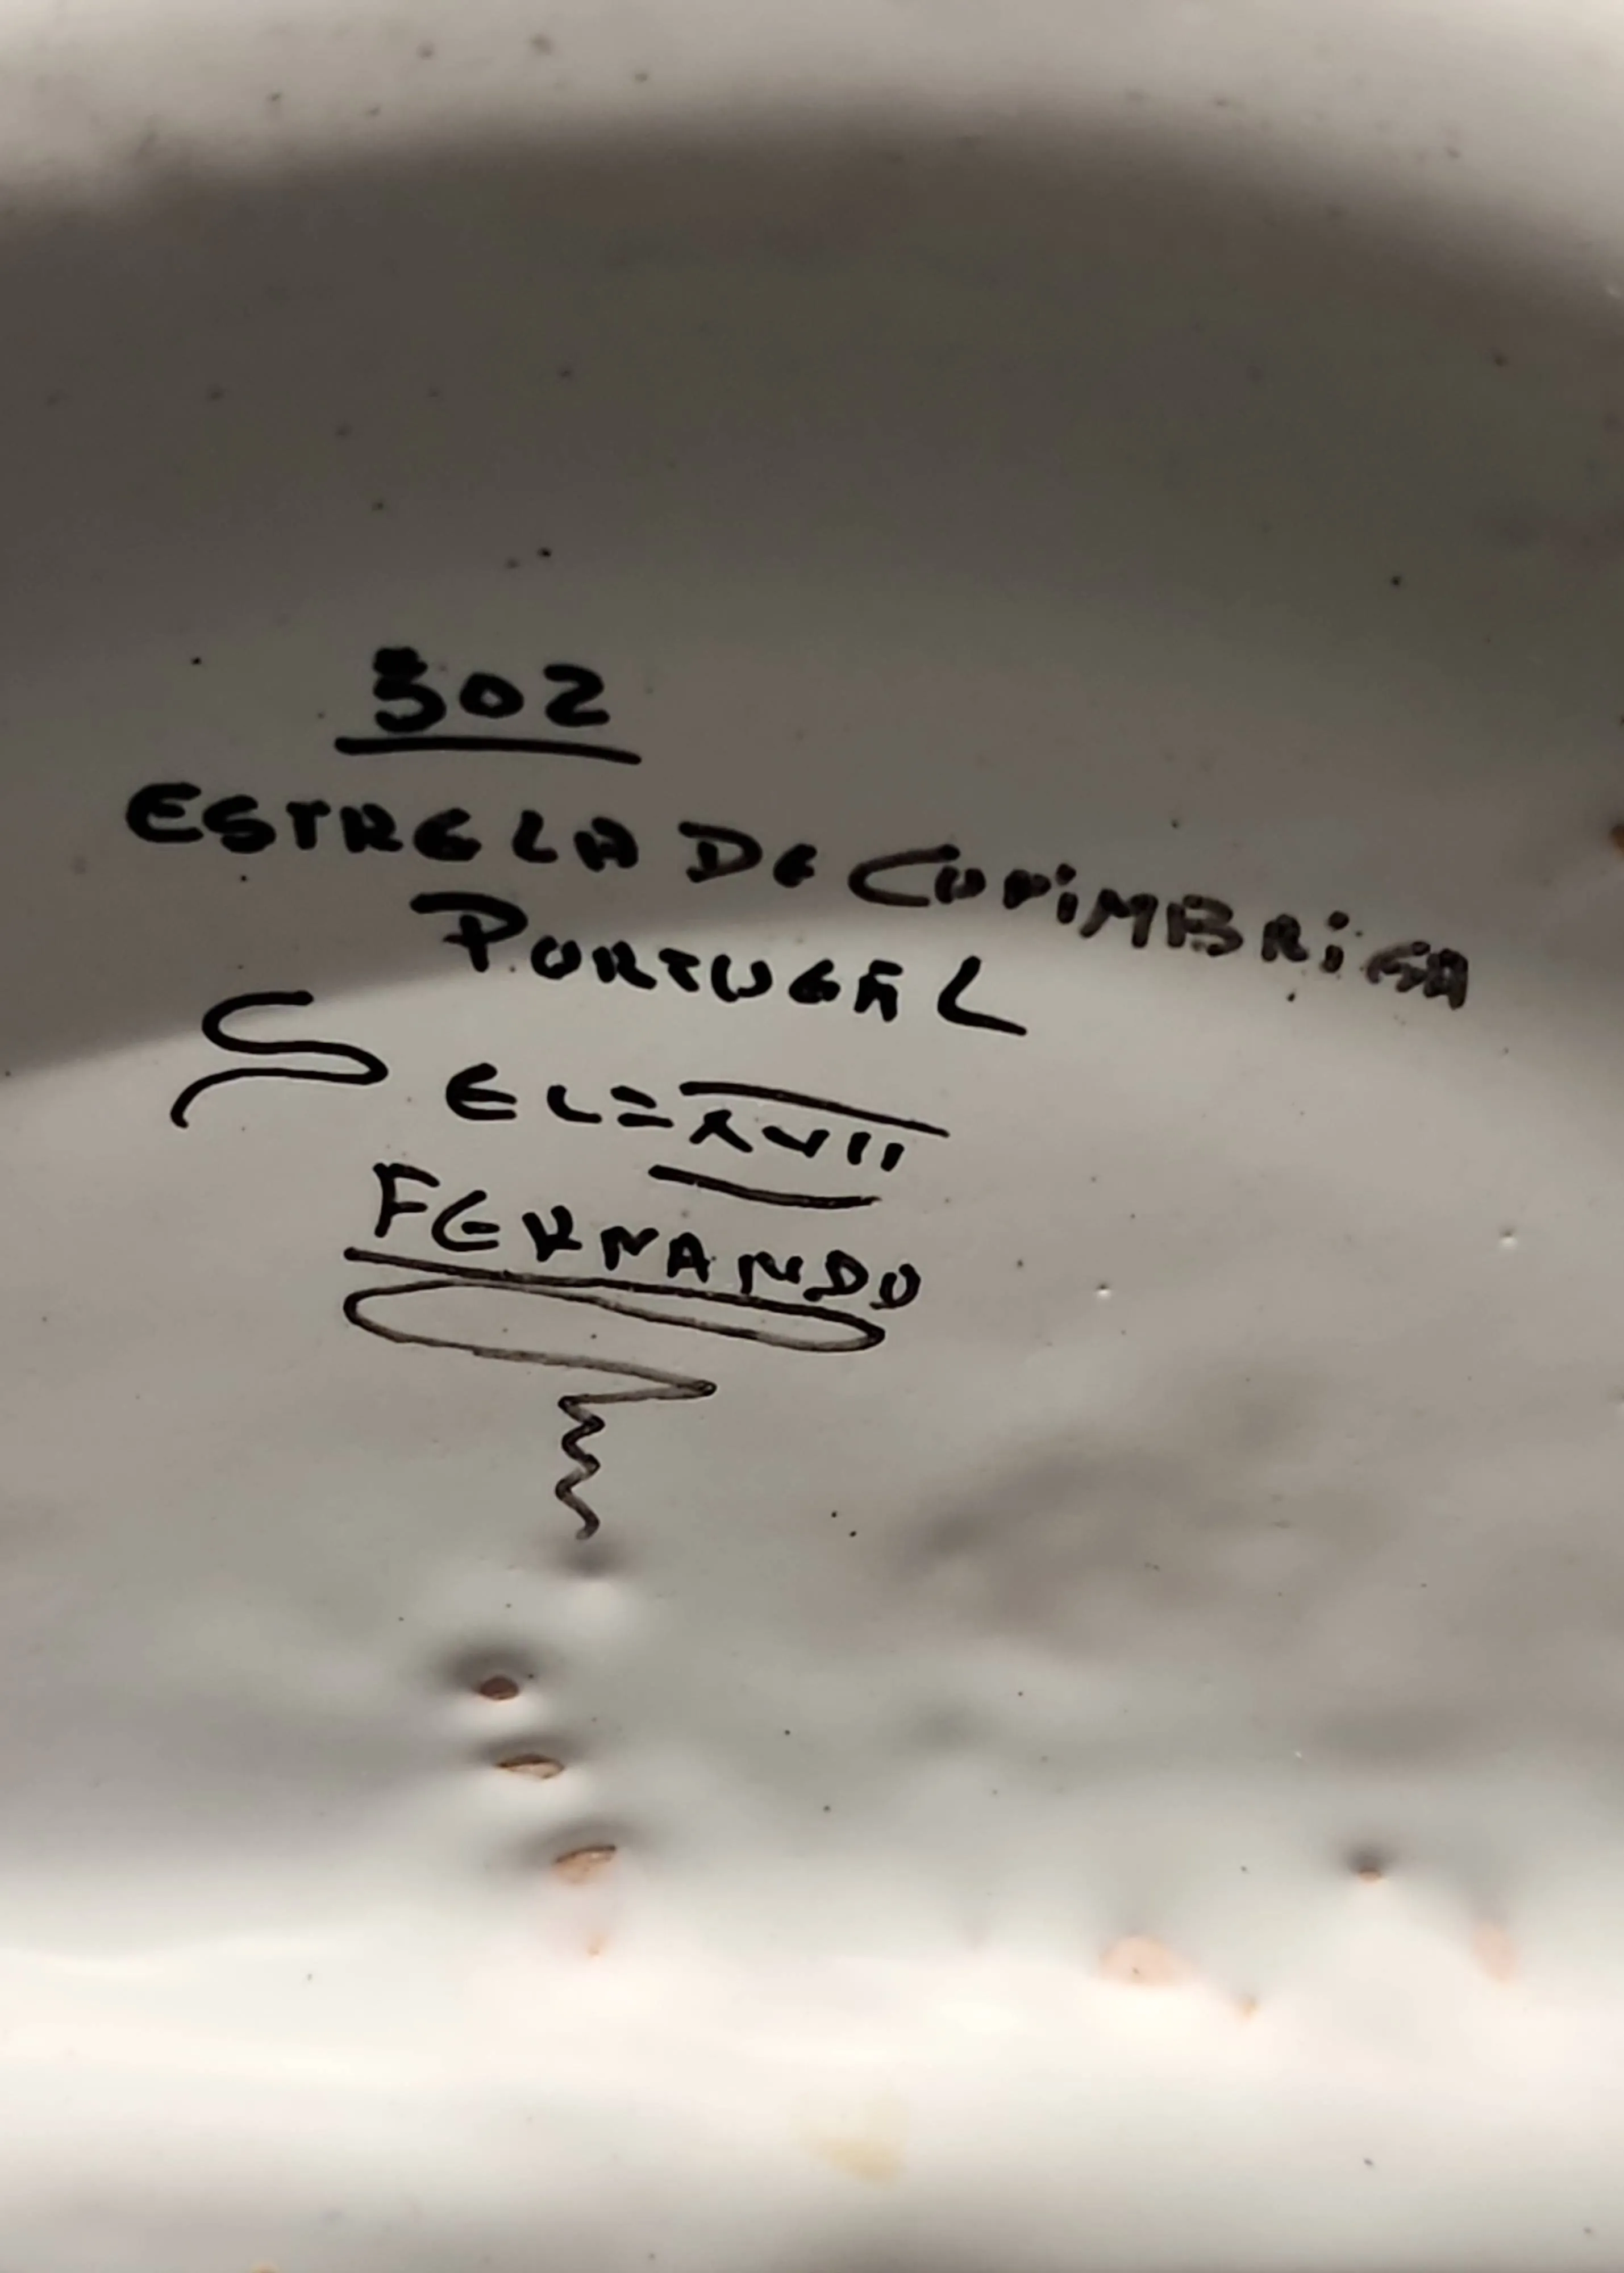 302
ESTRELA DE CONIMBRIGA
PORTUGAL
SEC=XVII
FERNANDO